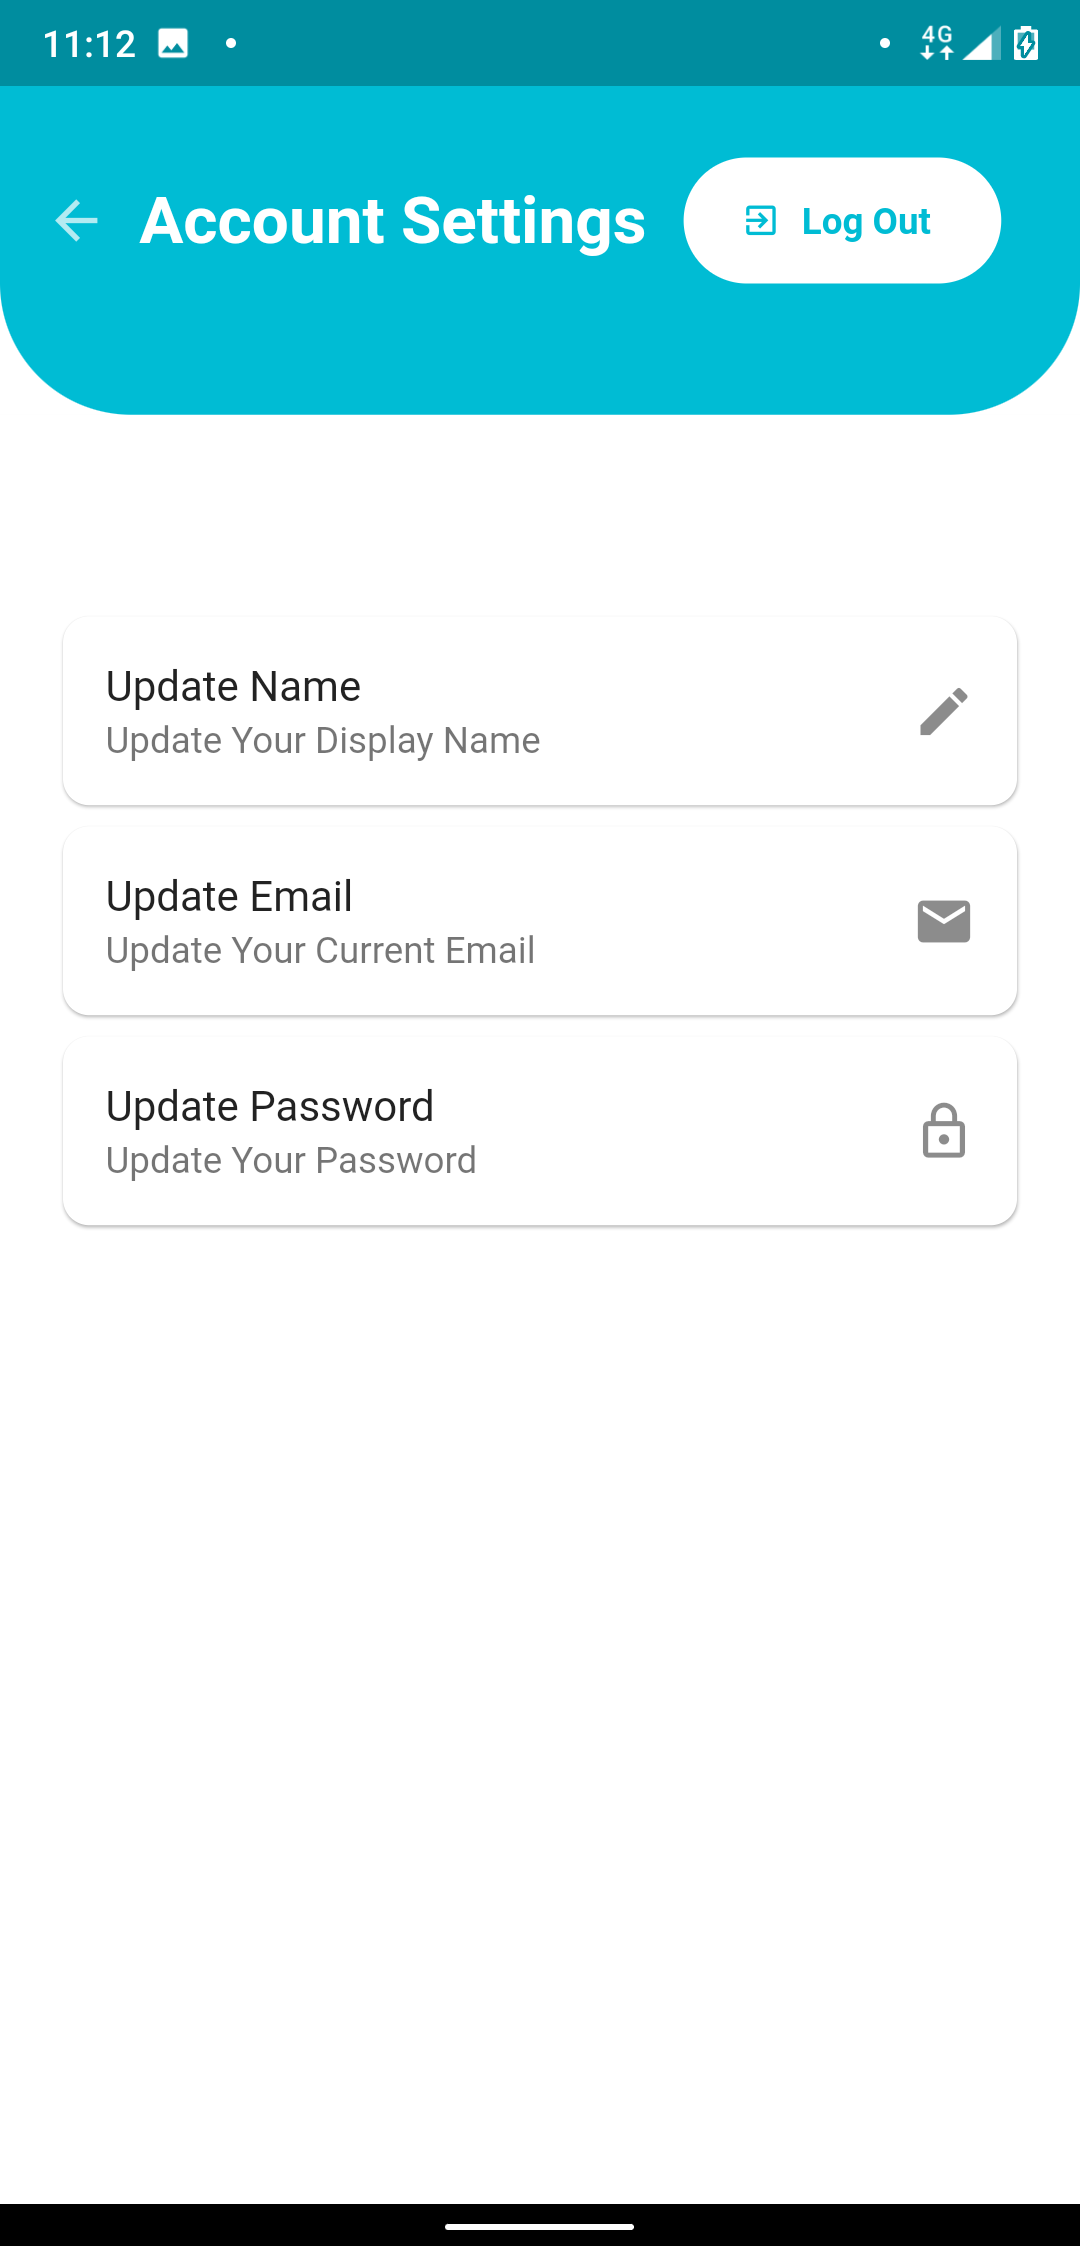 11:12
4G
Account Settings
Log Out
Update Name
Update Your Display Name
Update Email
Update Your Current Email
Update Password
Update Your Password